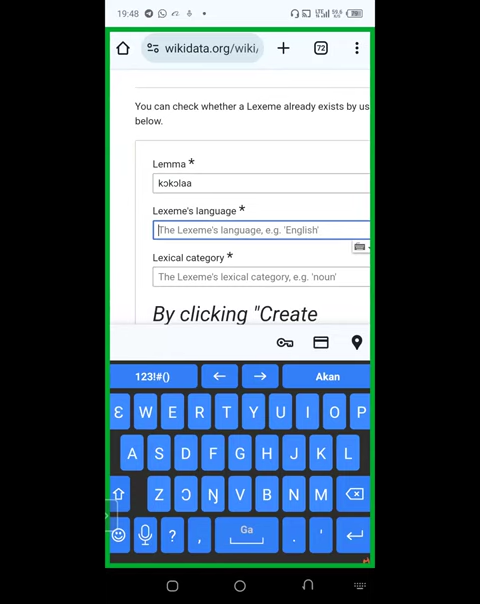 19:48
wikidata.org/wiki/
72
You can check whether a Lexeme already exists by us
below.
Lemma *
kɔkɔlaa
Lexeme's language *
The Lexeme's language, e.g. 'English'
Lexical category *
The Lexeme's lexical category, e.g. 'noun'
By clicking "Create
123!#() ← → Akan
Ɛ W E R T Y U I O P
A S D F G H J K L
Z Ɔ Ŋ V B N M
? , Ga . '